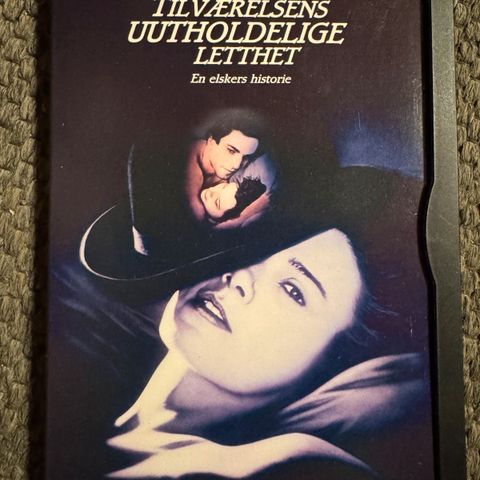 TILVÆRELSENS
UUTHOLDELIGE
LETTHET
En elskers historie